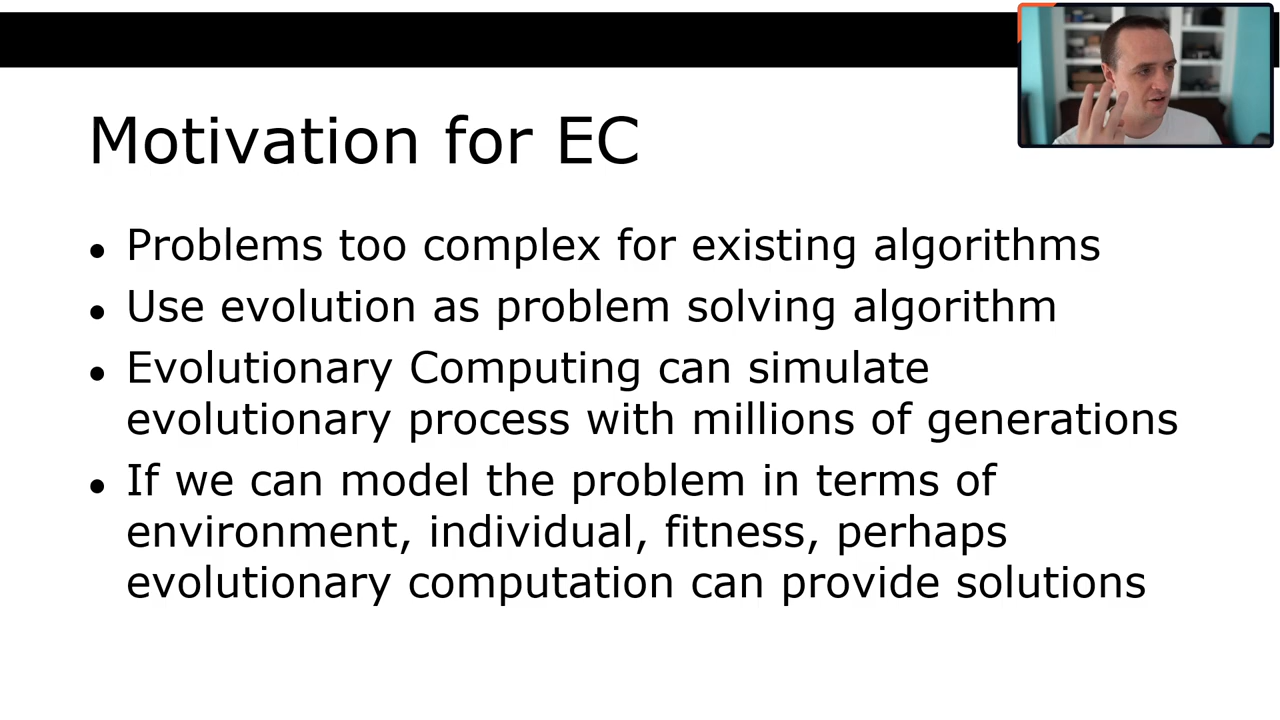 Motivation for EC
• Problems too complex for existing algorithms
• Use evolution as problem solving algorithm
• Evolutionary Computing can simulate
evolutionary process with millions of generations
• If we can model the problem in terms of
environment, individual, fitness, perhaps
evolutionary computation can provide solutions